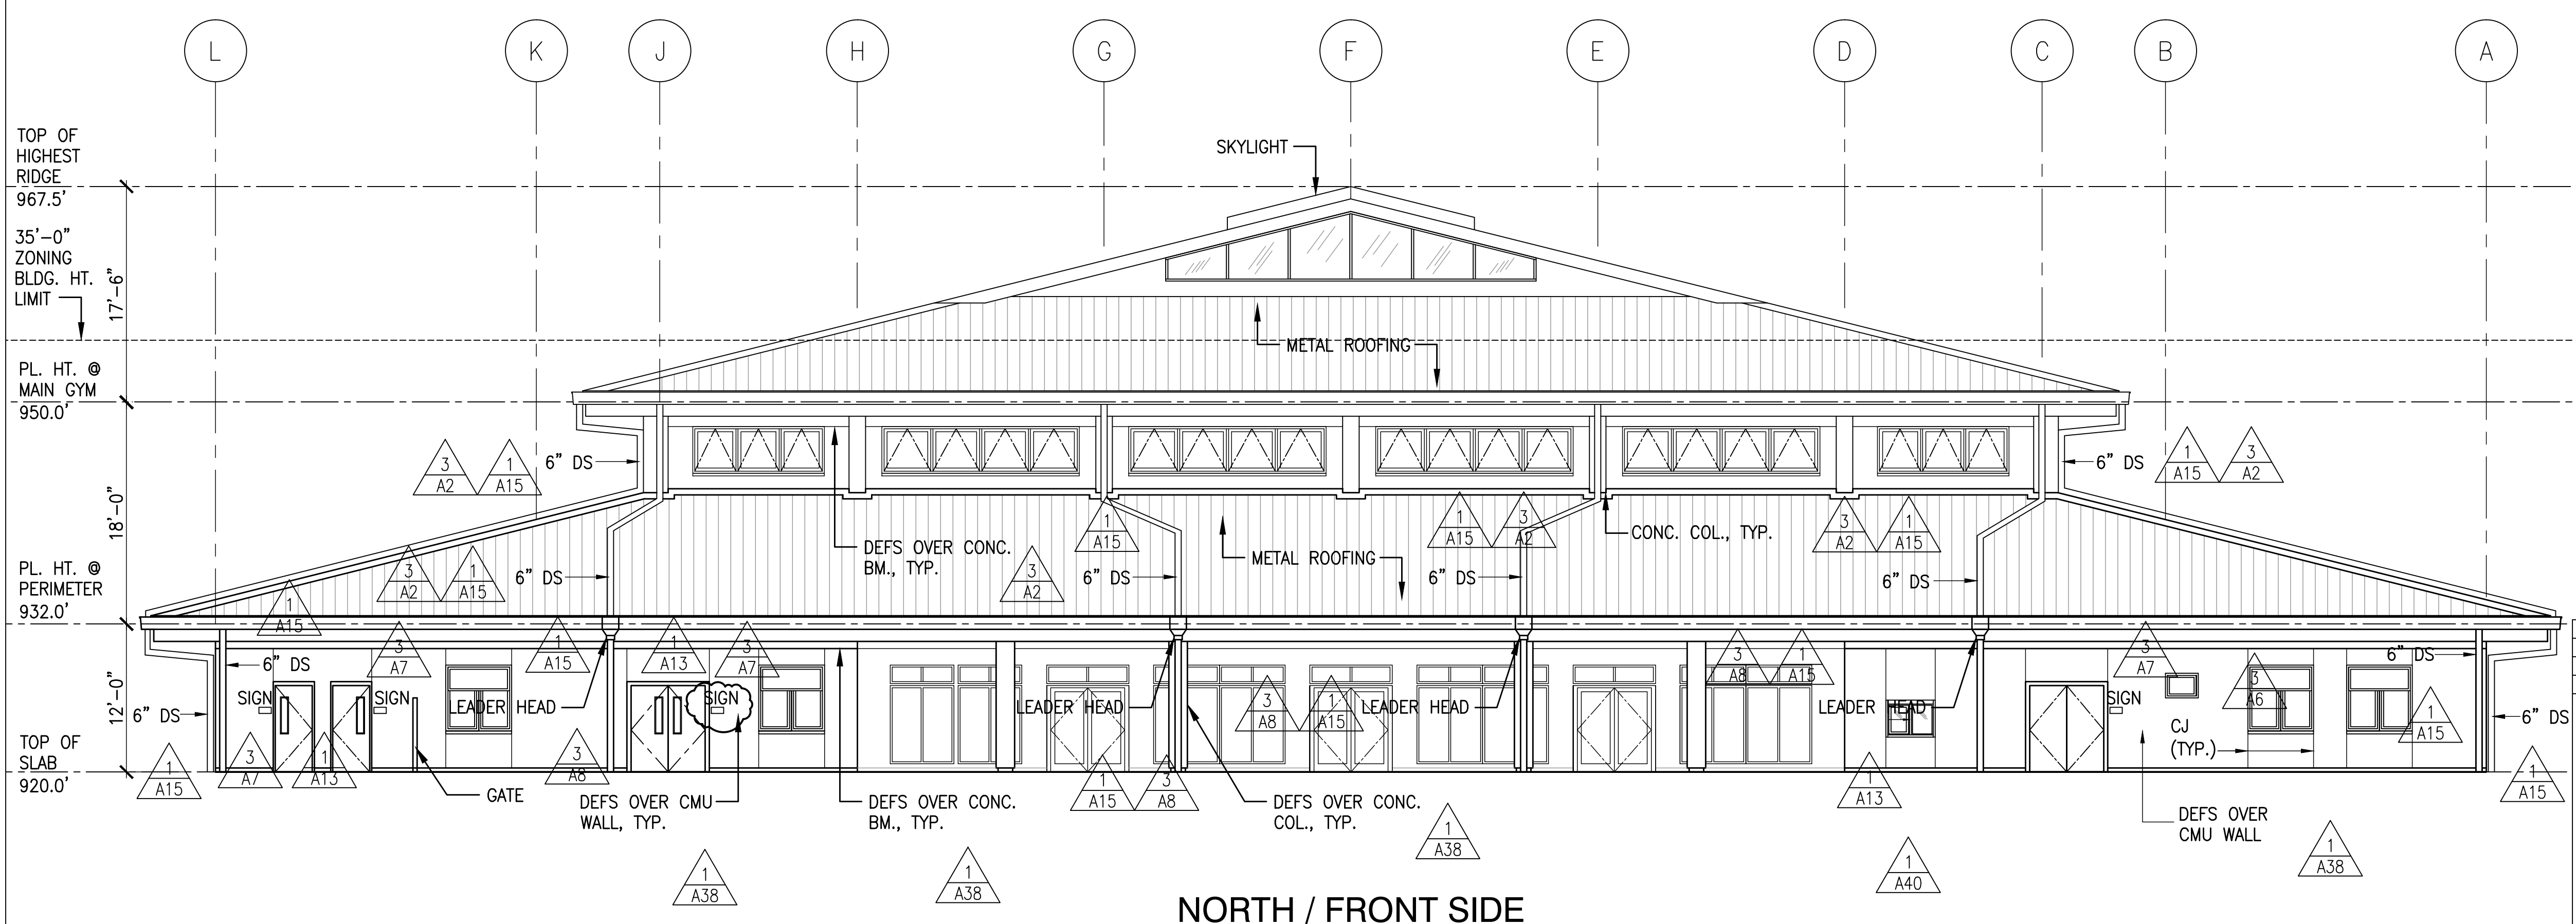 L
K
J
H
G
F
E
D
C
B
A
TOP OF
HIGHEST
RIDGE
967.5'
SKYLIGHT
35'-0"
ZONING
BLDG. HT.
LIMIT
17'-6"
METAL ROOFING
PL. HT. @
MAIN GYM
950.0'
3
A2
1
A15
6" DS
6" DS
1
A15
3
A2
18'-0"
DEFS OVER CONC.
BM., TYP.
1
A15
METAL ROOFING
1
A15
3
A2
CONC. COL., TYP.
3
A2
1
A15
PL. HT. @
PERIMETER
932.0'
3
A2
1
A15
6" DS
3
A2
6" DS
6" DS
6" DS
1
A15
3
A7
1
A15
1
A13
3
A7
3
A8
1
A15
3
A7
6" DS
6" DS
12'-0"
SIGN
SIGN
LEADER HEAD
SIGN
LEADER HEAD
3
A8
1
A15
LEADER HEAD
LEADER HEAD
SIGN
3
A6
1
A15
6" DS
6" DS
CJ
(TYP.)
TOP OF
SLAB
920.0'
1
A15
3
A7
1
A13
3
A8
1
A15
3
A8
1
A13
1
A15
GATE
DEFS OVER CMU
WALL, TYP.
DEFS OVER CONC.
BM., TYP.
DEFS OVER CONC.
COL., TYP.
DEFS OVER
CMU WALL
1
A38
1
A38
1
A38
1
A40
1
A38
NORTH / FRONT SIDE